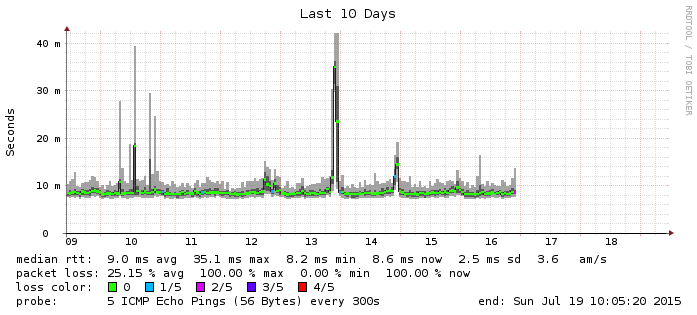 Last 10 Days
RRDTOOL / TOBI OETIKER
Seconds
40 m
30 m
20 m
10 m
0
09 10 11 12 13 14 15 16 17 18
median rtt: 9.0 ms avg 35.1 ms max 8.2 ms min 8.6 ms now 2.5 ms sd 3.6 am/s
packet loss: 25.15 % avg 100.00 % max 0.00 % min 100.00 % now
loss color: 0 1/5 2/5 3/5 4/5
probe: 5 ICMP Echo Pings (56 Bytes) every 300s end: Sun Jul 19 10:05:20 2015